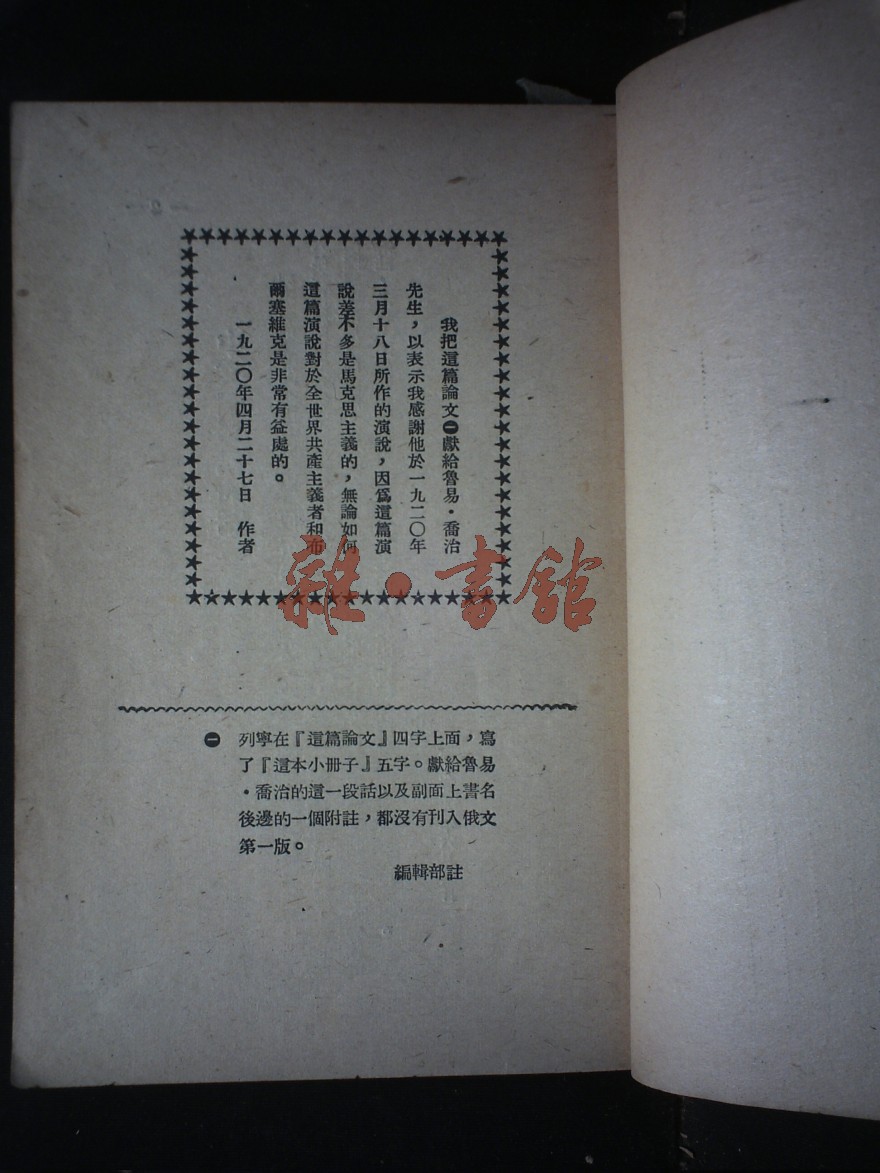 我把這篇論文㊀獻給魯易·喬治
先生，以表示我感謝他於一九二〇年
三月十八日所作的演說，因爲這篇演
說差不多是馬克思主義的，無論如何
這篇演說對於全世界共產主義者和布
爾塞維克是非常有益處的。
一九二〇年四月二十七日　作者
㊀ 列寧在『這篇論文』四字上面，寫
了『這本小冊子』五字。獻給魯易
·喬治的這一段話以及副面上書名
後邊的一個附註，都沒有刊入俄文
第一版。
編輯部註
雜·書館